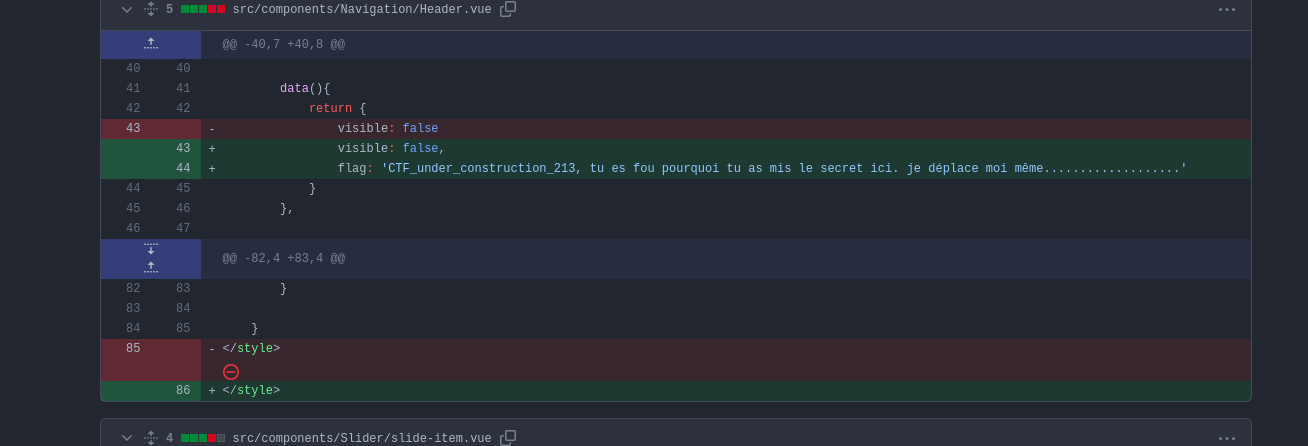 5 src/components/Navigation/Header.vue
@@ -40,7 +40,8 @@
40 40
41 41 data(){
42 42 return {
43 - visible: false
43 + visible: false,
44 + flag: 'CTF_under_construction_213, tu es fou pourquoi tu as mis le secret ici. je déplace moi même...................'
44 45 }
45 46 },
46 47
@@ -82,4 +83,4 @@
82 83 }
83 84
84 85 }
85 - </style>
86 + </style>
4 src/components/Slider/slide-item.vue